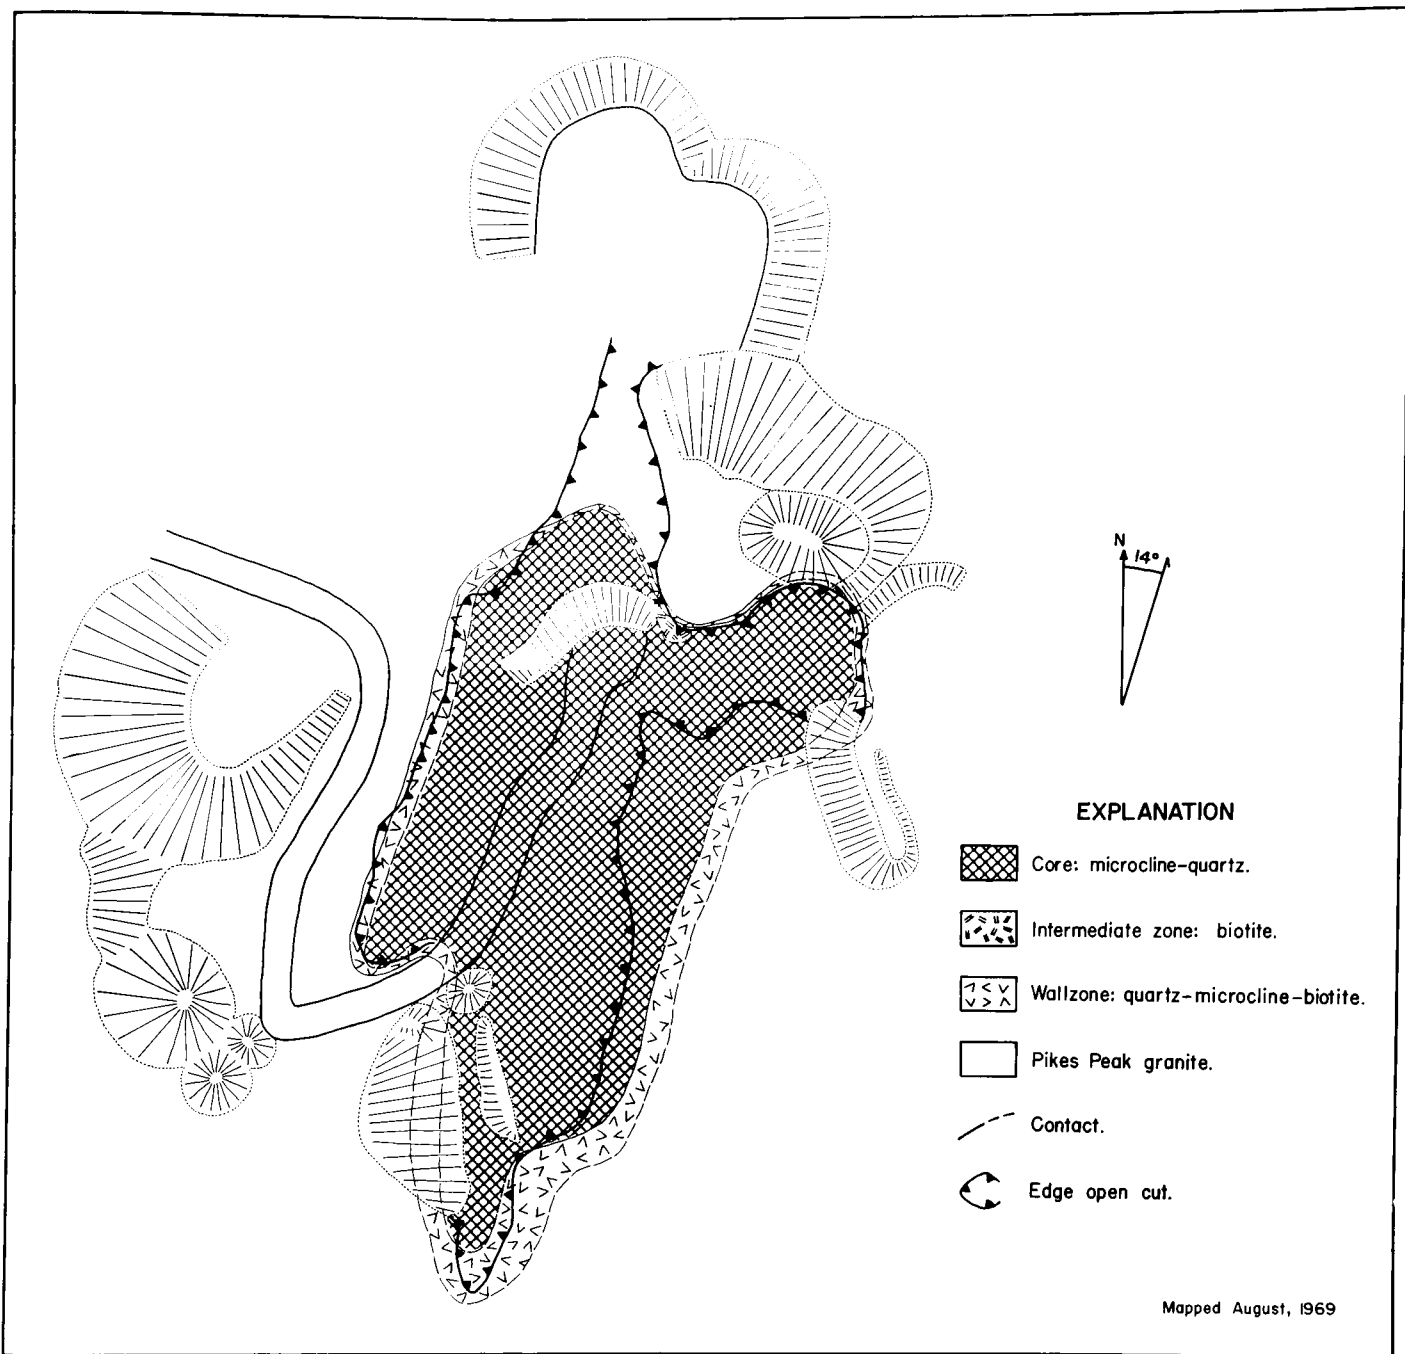 N
14°
EXPLANATION
Core: microcline-quartz.
Intermediate zone: biotite.
Wallzone: quartz-microcline-biotite.
Pikes Peak granite.
Contact.
Edge open cut.
Mapped August, 1969